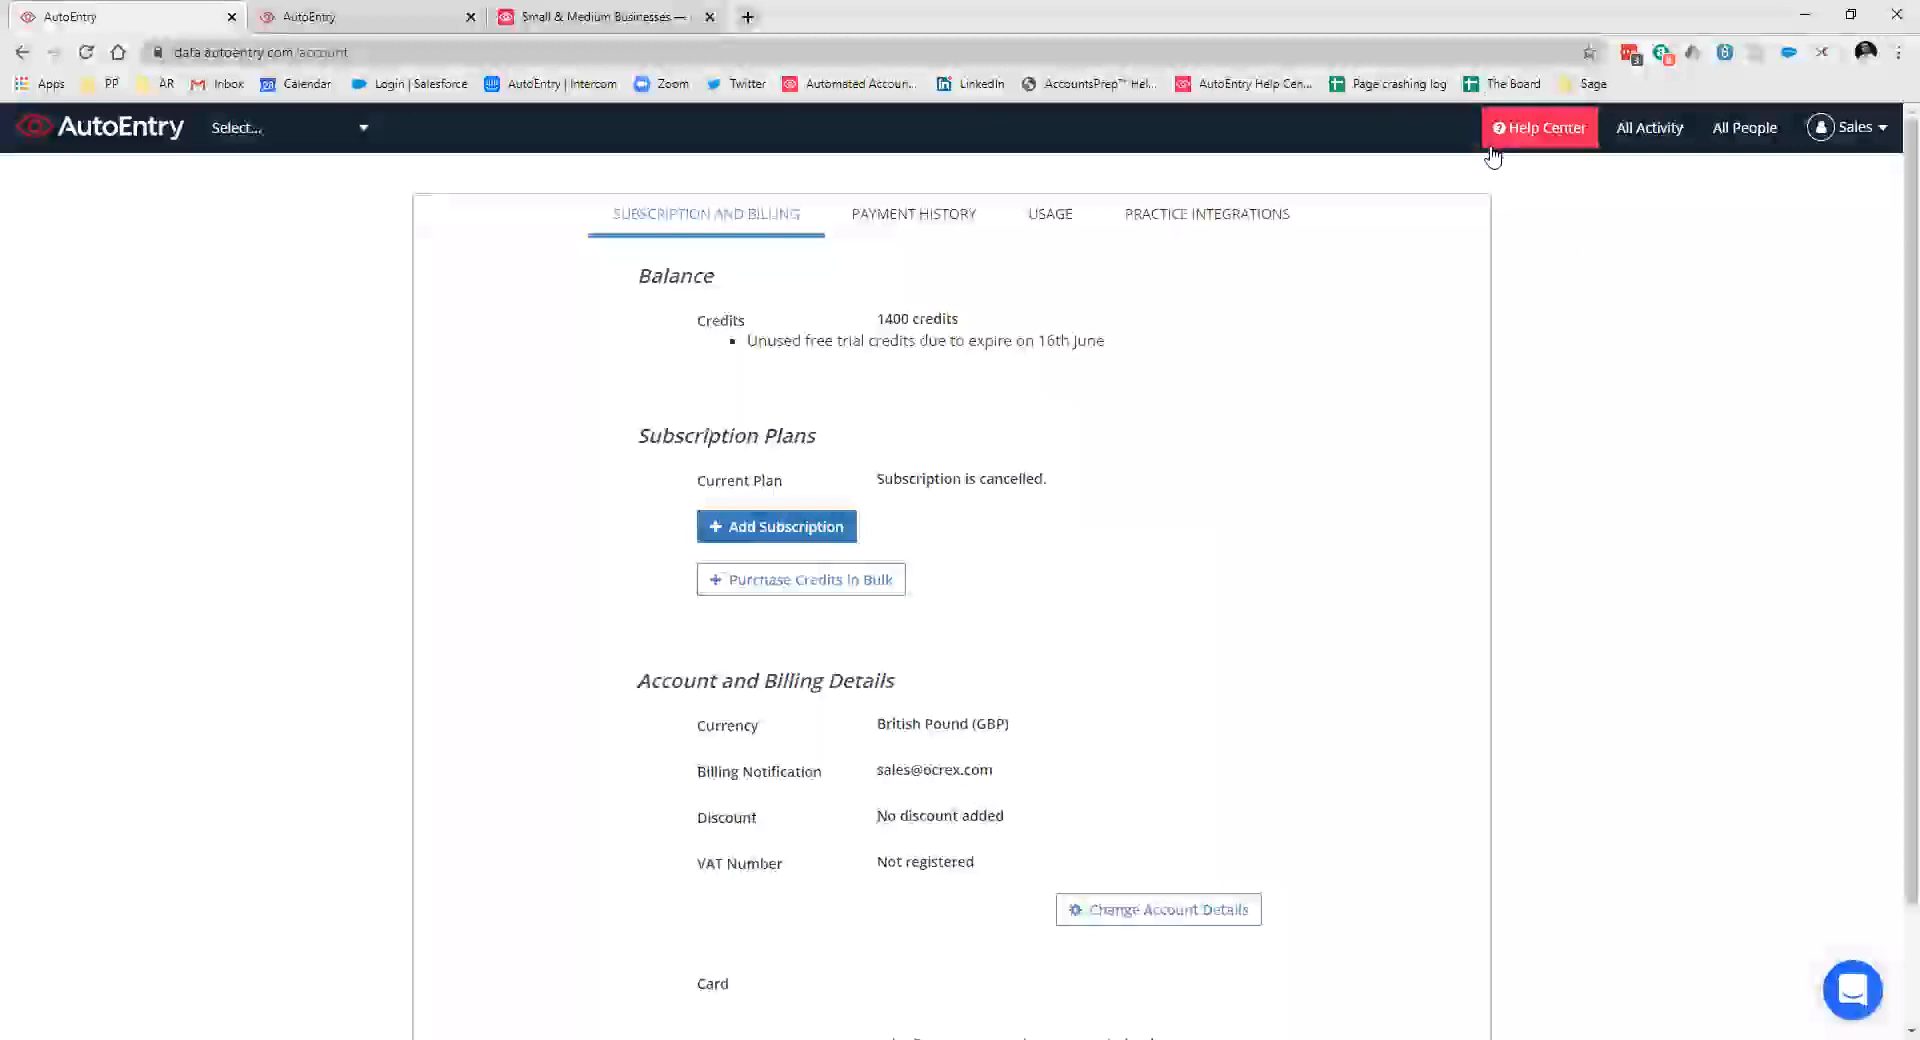 AutoEntry
AutoEntry
Small & Medium Businesses —
data.autoentry.com/account
Apps
PP
AR
Inbox
Calendar
Login | Salesforce
AutoEntry | Intercom
Zoom
Twitter
Automated Accoun...
LinkedIn
AccountsPrep™ Hel...
AutoEntry Help Cen...
Page crashing log
The Board
Sage
AutoEntry
Select...
Help Center
All Activity
All People
Sales
SUBSCRIPTION AND BILLING
PAYMENT HISTORY
USAGE
PRACTICE INTEGRATIONS
Balance
Credits
1400 credits
Unused free trial credits due to expire on 16th June
Subscription Plans
Current Plan
Subscription is cancelled.
Add Subscription
Purchase Credits in Bulk
Account and Billing Details
Currency
British Pound (GBP)
Billing Notification
sales@ocrex.com
Discount
No discount added
VAT Number
Not registered
Change Account Details
Card